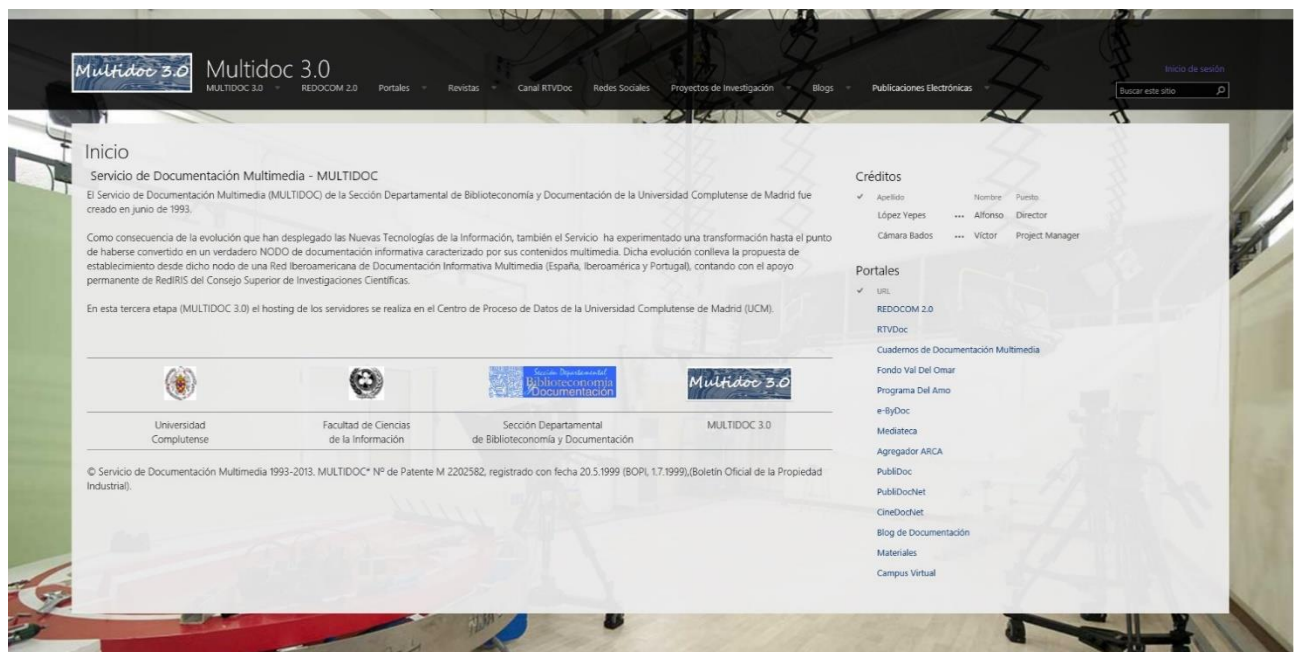 Multidoc 3.0
Multidoc 3.0
MULTIDOC 3.0 REDOCOM 2.0 Portales Revistas Canal RTVDoc Redes Sociales Proyectos de Investigación Blogs Publicaciones Electrónicas
Inicio de sesión
Buscar este sitio
Inicio
Servicio de Documentación Multimedia - MULTIDOC
El Servicio de Documentación Multimedia (MULTIDOC) de la Sección Departamental de Biblioteconomía y Documentación de la Universidad Complutense de Madrid fue
creado en junio de 1993.
Como consecuencia de la evolución que han desplegado las Nuevas Tecnologías de la Información, también el Servicio ha experimentado una transformación hasta el punto
de haberse convertido en un verdadero NODO de documentación informativa caracterizado por sus contenidos multimedia. Dicha evolución conlleva la propuesta de
establecimiento desde dicho nodo de una Red Iberoamericana de Documentación Informativa Multimedia (España, Iberoamérica y Portugal), contando con el apoyo
permanente de RedIRIS del Consejo Superior de Investigaciones Científicas.
En esta tercera etapa (MULTIDOC 3.0) el hosting de los servidores se realiza en el Centro de Proceso de Datos de la Universidad Complutense de Madrid (UCM).
Sección Departamental
Biblioteconomía
y Documentación
Multidoc 3.0
Universidad
Complutense
Facultad de Ciencias
de la Información
Sección Departamental
de Biblioteconomía y Documentación
MULTIDOC 3.0
© Servicio de Documentación Multimedia 1993-2013. MULTIDOC* Nº de Patente M 2202582, registrado con fecha 20.5.1999 (BOPI, 1.7.1999),(Boletín Oficial de la Propiedad
Industrial).
Créditos
✓ Apellido Nombre Puesto
López Yepes ... Alfonso Director
Cámara Bados ... Víctor Project Manager
Portales
✓ URL
REDOCOM 2.0
RTVDoc
Cuadernos de Documentación Multimedia
Fondo Val Del Omar
Programa Del Amo
e-ByDoc
Mediateca
Agregador ARCA
PubliDoc
PubliDocNet
CineDocNet
Blog de Documentación
Materiales
Campus Virtual